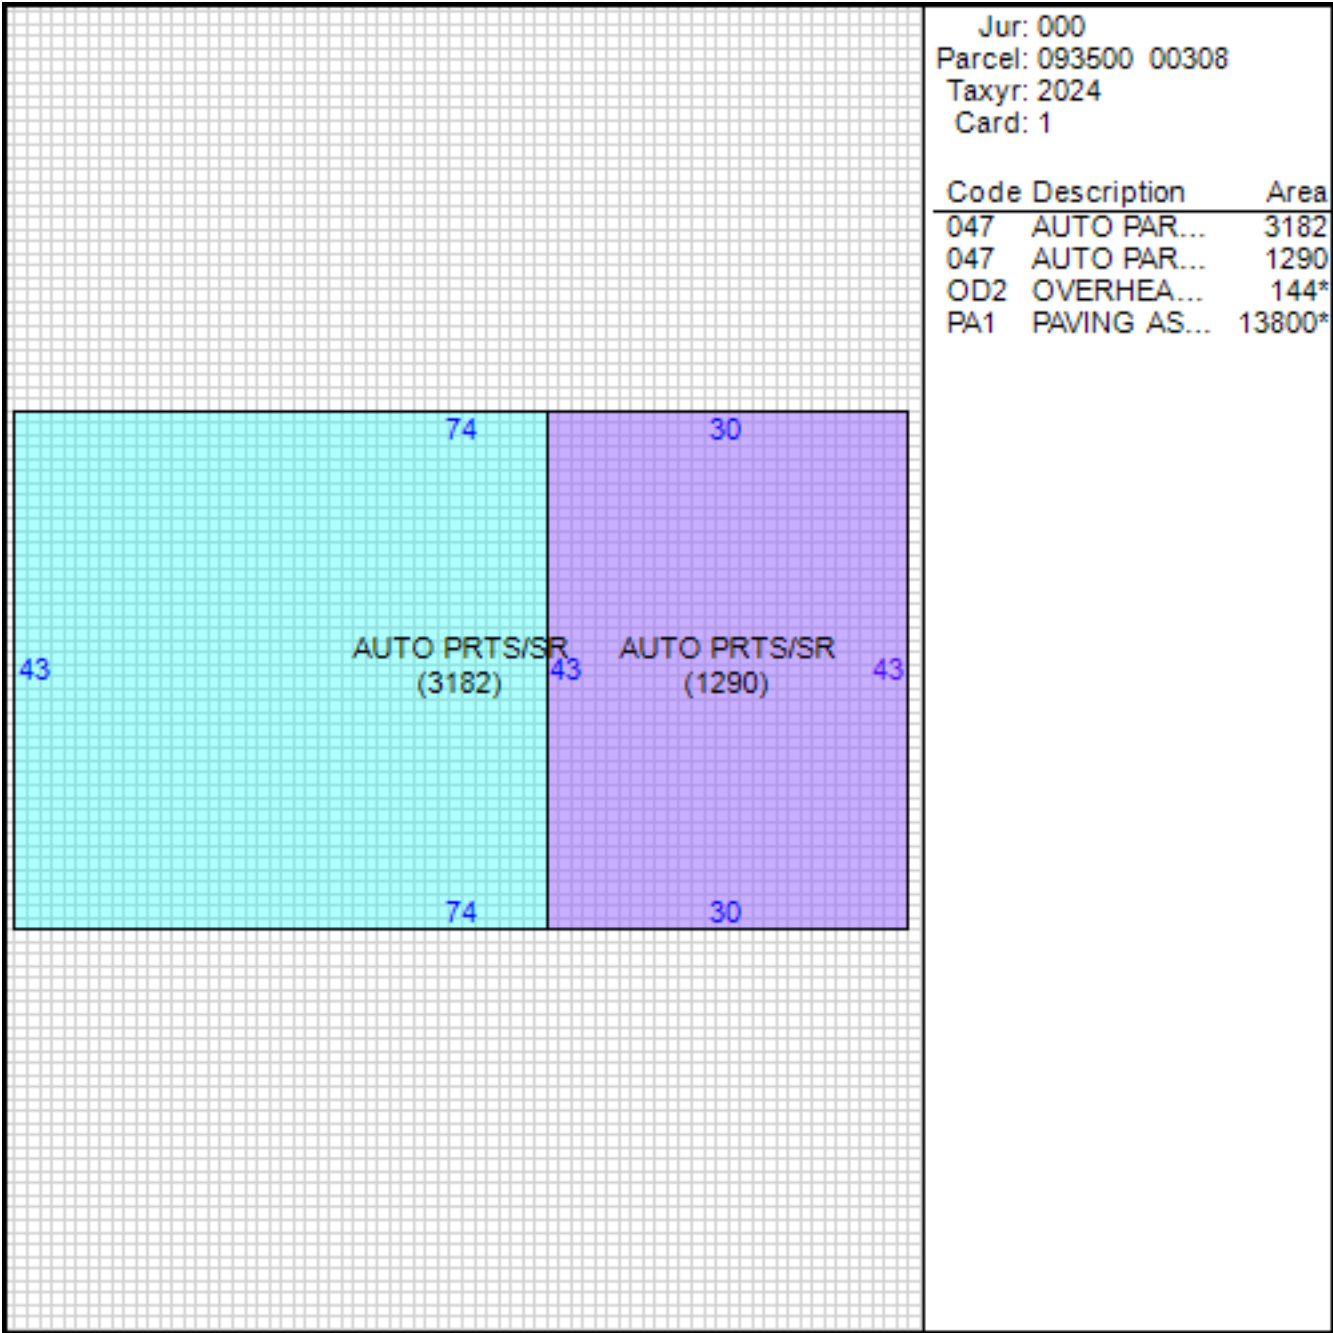 Jur: 000
Parcel: 093500 00308
Taxyr: 2024
Card: 1
Code Description Area
047 AUTO PAR... 3182
047 AUTO PAR... 1290
OD2 OVERHEA... 144*
PA1 PAVING AS... 13800*
74 30
AUTO PRTS/SR AUTO PRTS/SR
43 43 43
(3182) (1290)
74 30